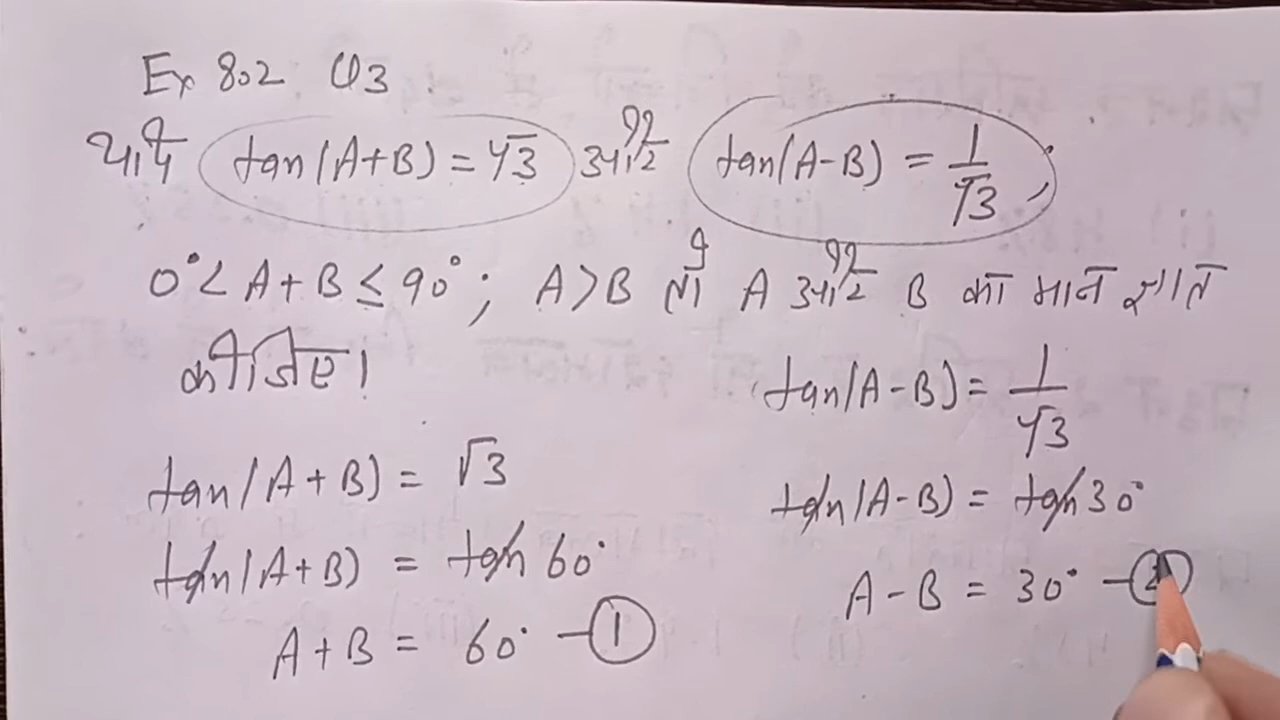 Ex 8.2 Q3
यदि tan(A+B) = √3 और tan(A-B) = 1/√3 ;
0° < A+B ≤ 90° ; A>B तो A और B का मान ज्ञात
कीजिए।
tan(A+B) = √3
tan(A+B) = tan 60°
A+B = 60° -①
tan(A-B) = 1/√3
tan(A-B) = tan 30°
A-B = 30° -②